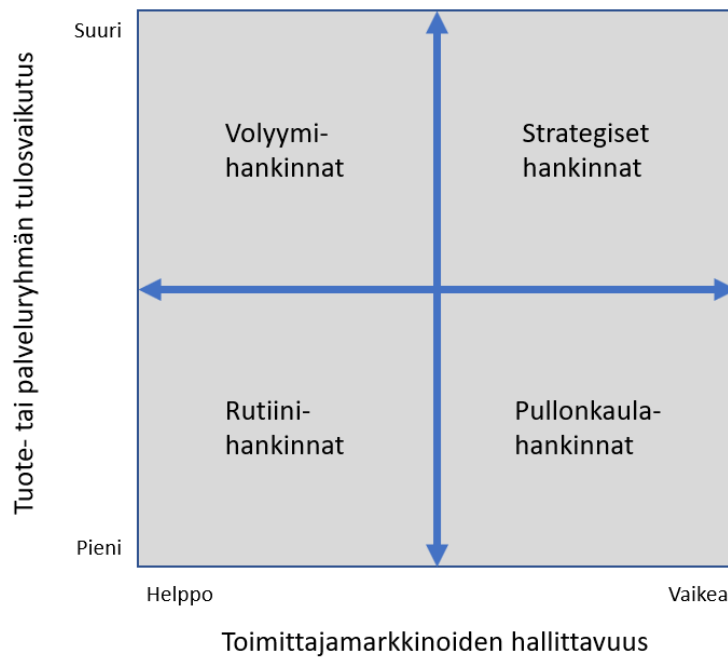 Suuri
Tuote- tai palveluryhmän tulosvaikutus
Volyymi-
hankinnat
Strategiset
hankinnat
Rutiini-
hankinnat
Pullonkaula-
hankinnat
Pieni
Helppo
Vaikea
Toimittajamarkkinoiden hallittavuus